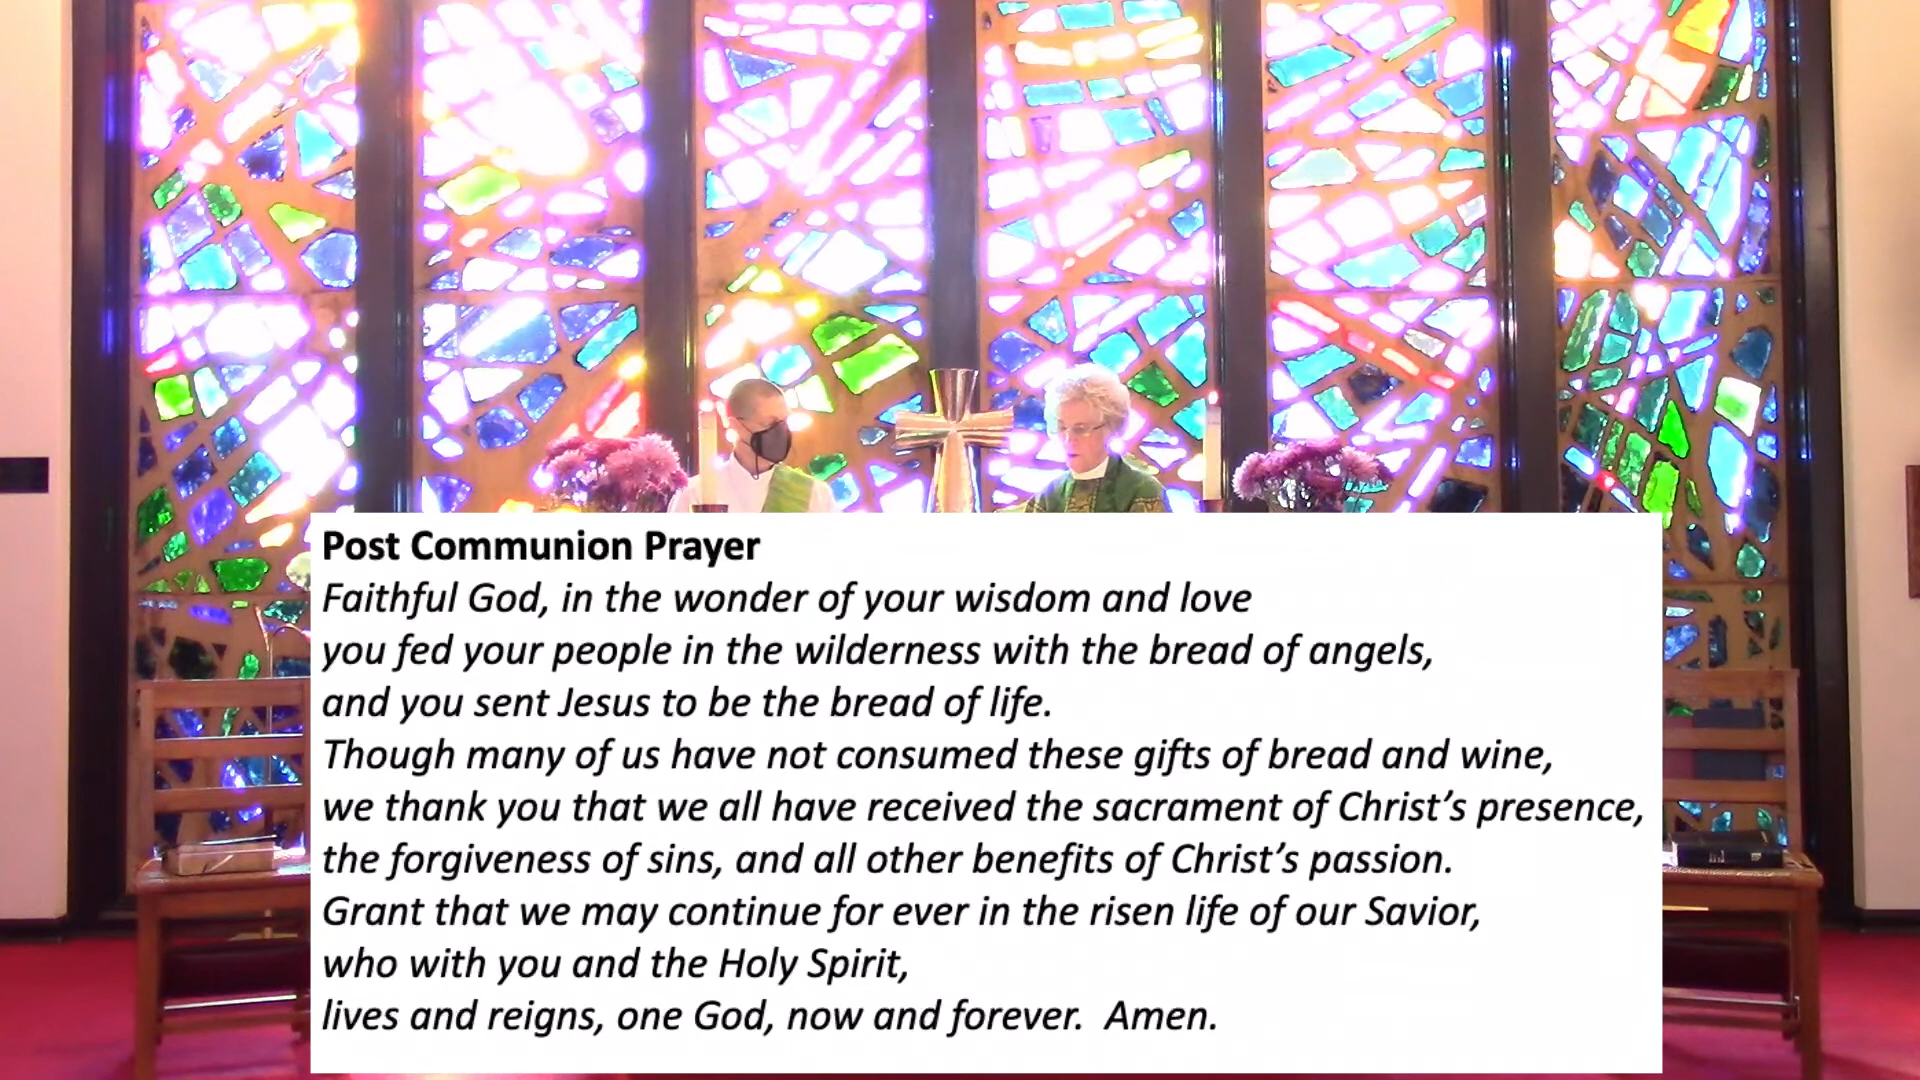 Post Communion Prayer
Faithful God, in the wonder of your wisdom and love
you fed your people in the wilderness with the bread of angels,
and you sent Jesus to be the bread of life.
Though many of us have not consumed these gifts of bread and wine,
we thank you that we all have received the sacrament of Christ’s presence,
the forgiveness of sins, and all other benefits of Christ’s passion.
Grant that we may continue for ever in the risen life of our Savior,
who with you and the Holy Spirit,
lives and reigns, one God, now and forever.  Amen.